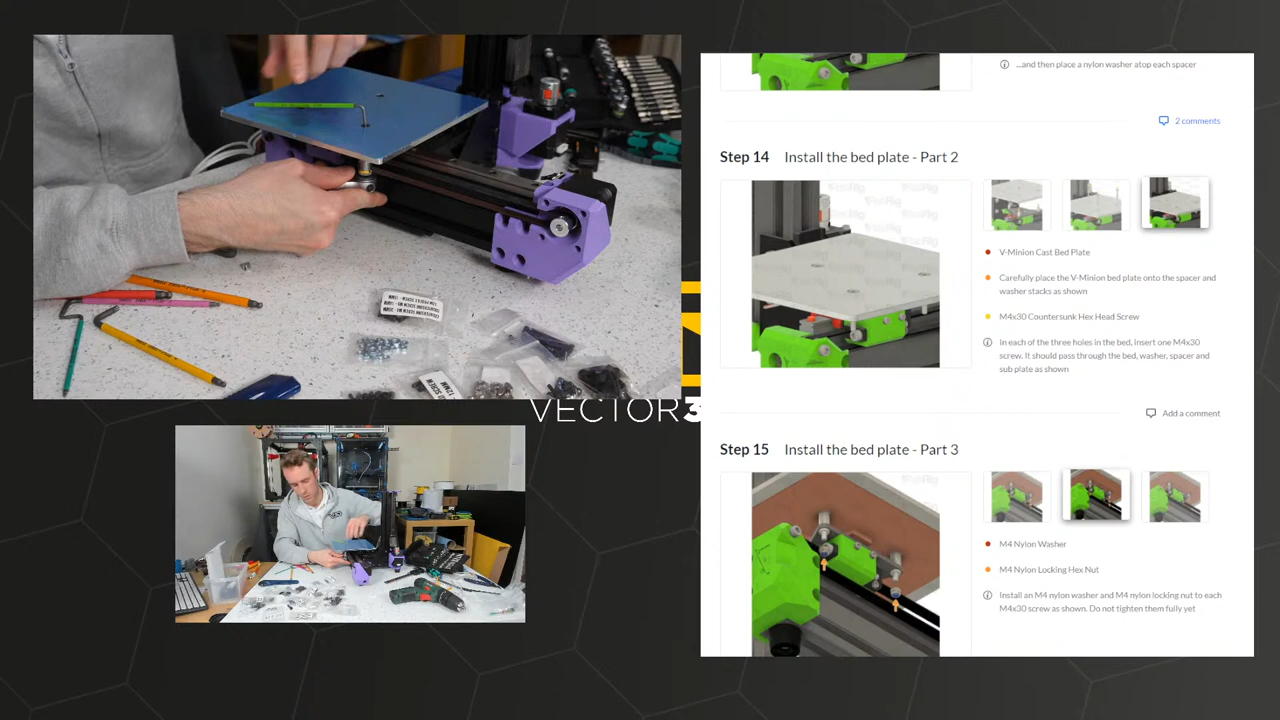 ...and then place a nylon washer atop each spacer
2 comments
Step 14 Install the bed plate - Part 2
V-Minion Cast Bed Plate
Carefully place the V-Minion bed plate onto the spacer and
washer stacks as shown
M4x30 Countersunk Hex Head Screw
In each of the three holes in the bed, insert one M4x30
screw. It should pass through the bed, washer, spacer and
sub plate as shown
Add a comment
Step 15 Install the bed plate - Part 3
M4 Nylon Washer
M4 Nylon Locking Hex Nut
Install an M4 nylon washer and M4 nylon locking nut to each
M4x30 screw as shown. Do not tighten them fully yet
VECTOR3
12MM